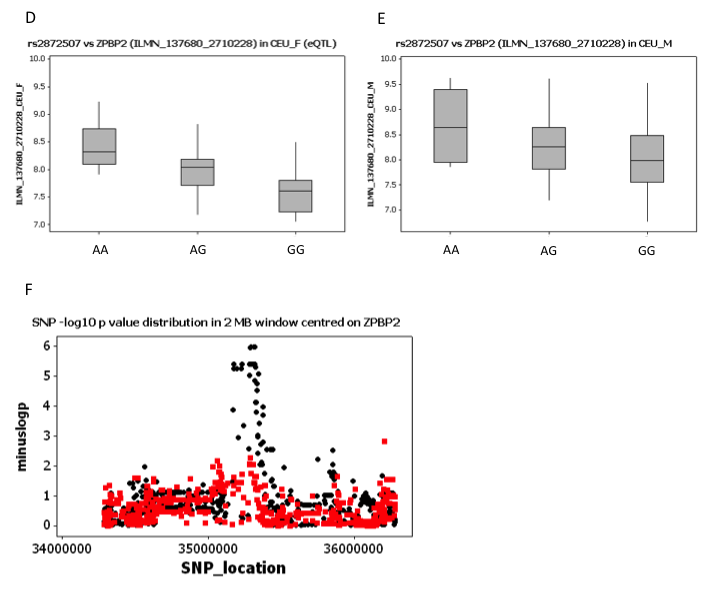 D
rs2872507 vs ZPBP2 (ILMN_137680_2710228) in CEU_F (eQTL)
ILMN_137680_2710228_CEU_F
10.0
9.5
9.0
8.5
8.0
7.5
7.0
AA
AG
GG
E
rs2872507 vs ZPBP2 (ILMN_137680_2710228) in CEU_M
ILMN_137680_2710228_CEU_M
10.0
9.5
9.0
8.5
8.0
7.5
7.0
AA
AG
GG
F
SNP -log10 p value distribution in 2 MB window centred on ZPBP2
minuslogp
6
5
4
3
2
1
0
34000000
35000000
36000000
SNP_location